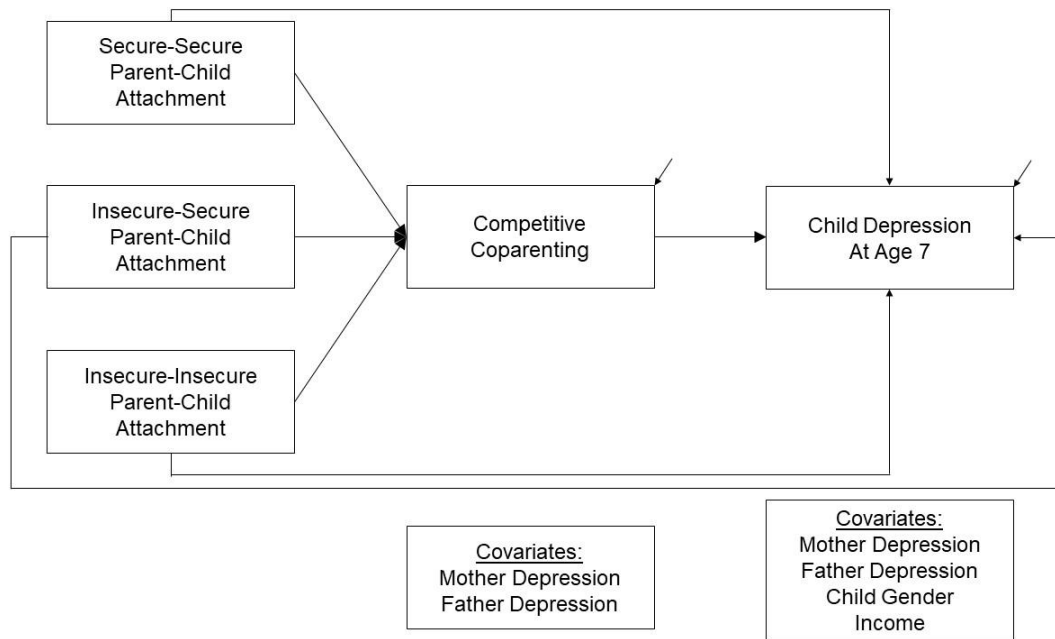 Secure-Secure
Parent-Child
Attachment
Insecure-Secure
Parent-Child
Attachment
Insecure-Insecure
Parent-Child
Attachment
Competitive
Coparenting
Child Depression
At Age 7
Covariates:
Mother Depression
Father Depression
Covariates:
Mother Depression
Father Depression
Child Gender
Income